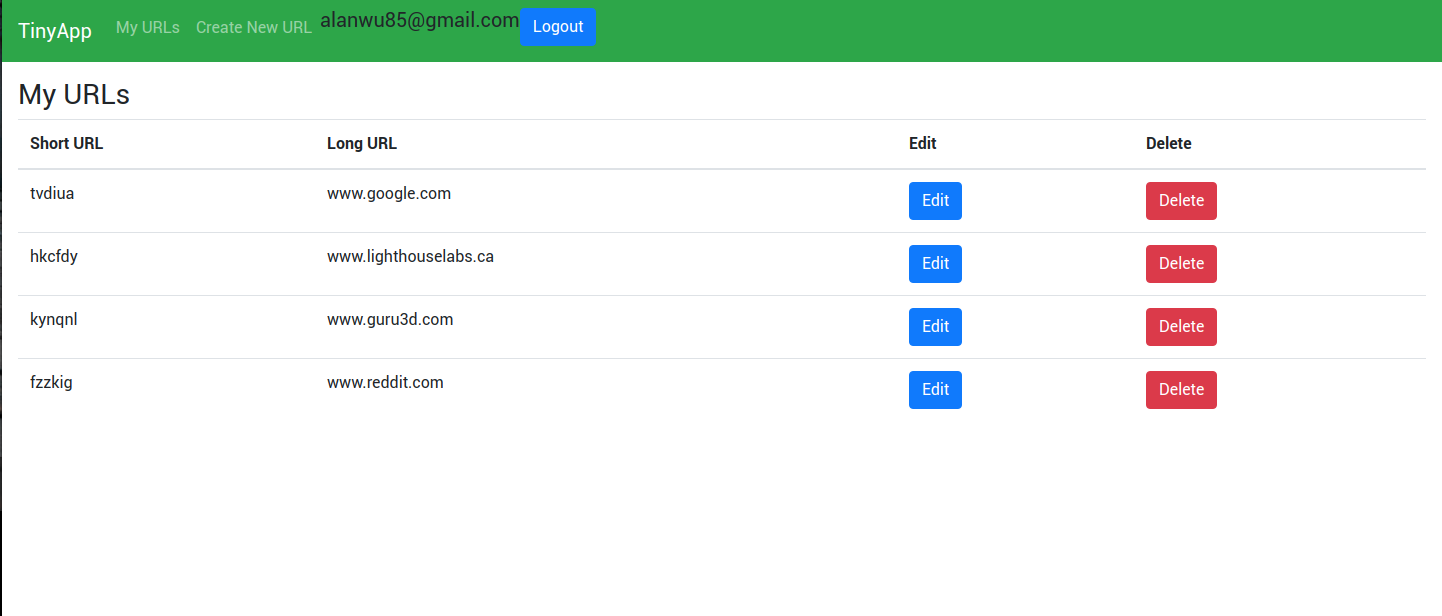 TinyApp My URLs Create New URL alanwu85@gmail.com Logout
My URLs
Short URL Long URL Edit Delete
tvdiua www.google.com Edit Delete
hkcfdy www.lighthouselabs.ca Edit Delete
kynqnl www.guru3d.com Edit Delete
fzzkig www.reddit.com Edit Delete